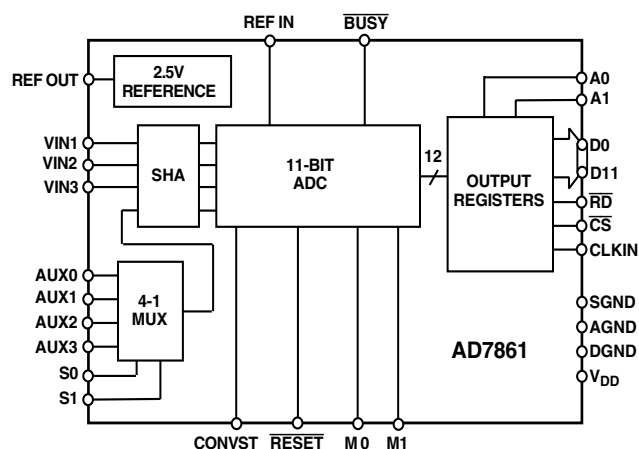 REF IN
BUSY
REF OUT
2.5V
REFERENCE
A0
A1
VIN1
VIN2
VIN3
SHA
11-BIT
ADC
12
OUTPUT
REGISTERS
D0
D11
RD
CS
CLKIN
AUX0
AUX1
AUX2
AUX3
4-1
MUX
S0
S1
SGND
AGND
DGND
VDD
AD7861
CONVST
RESET
M0
M1